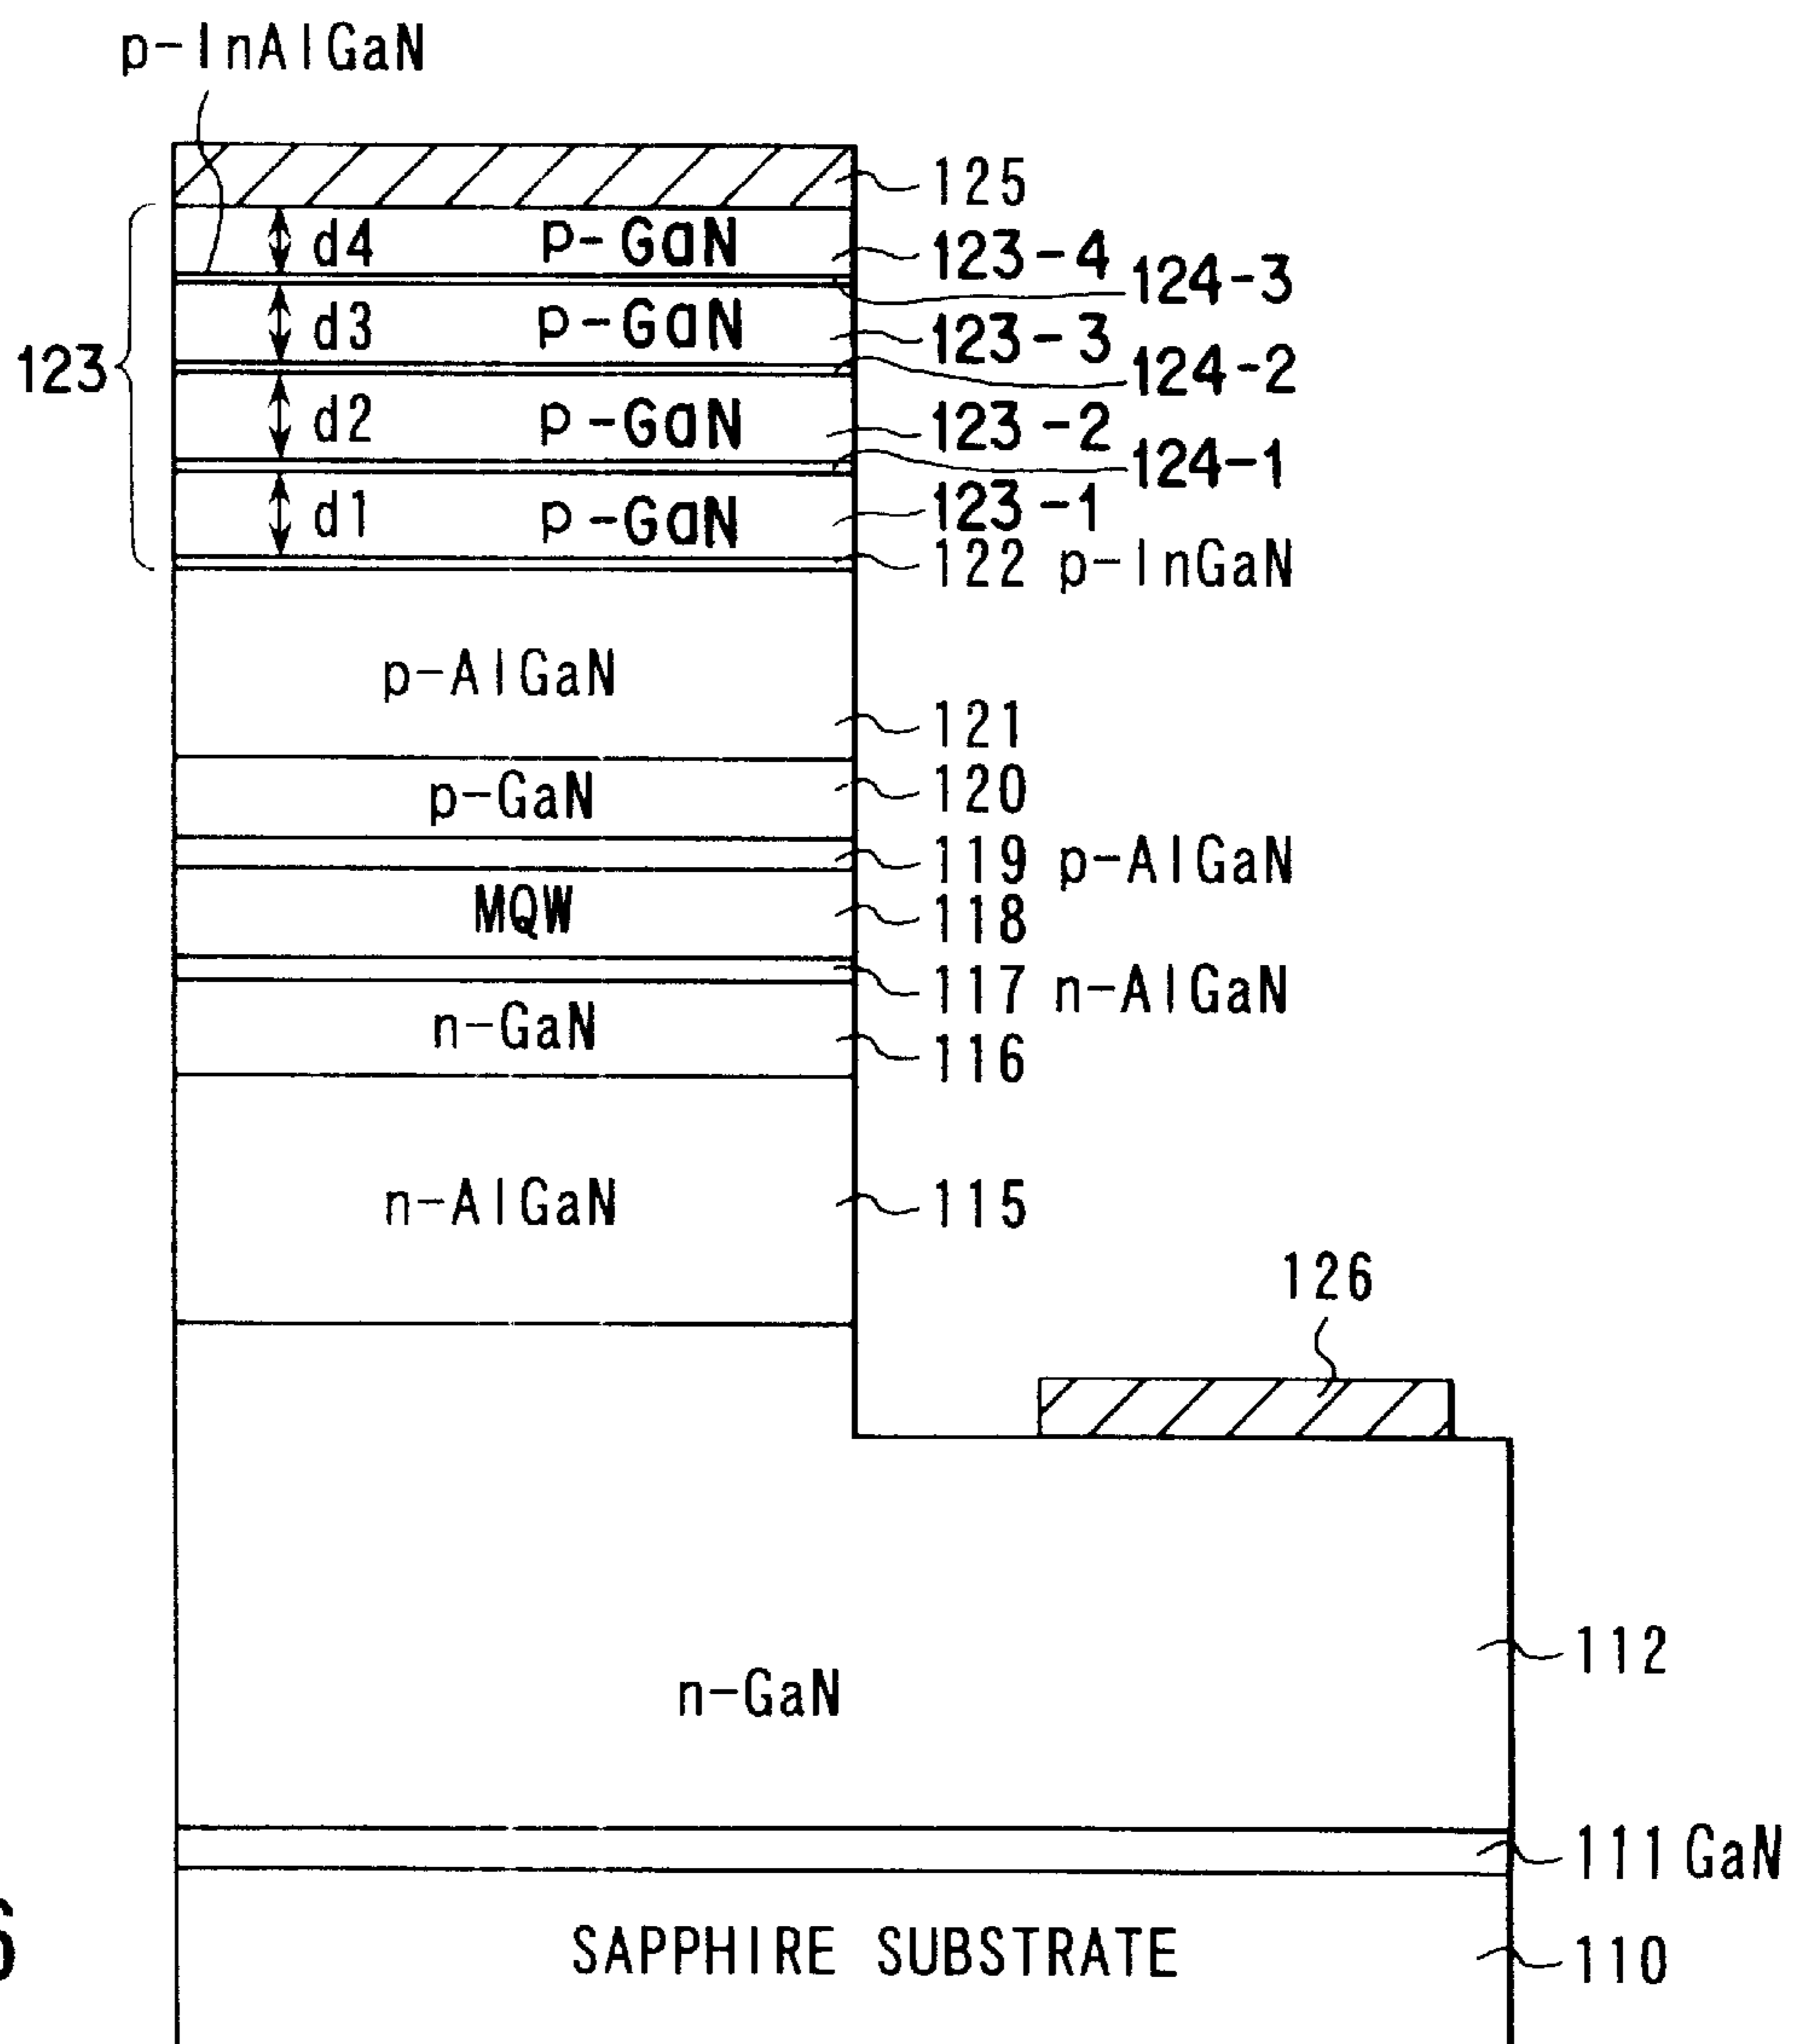 p-InAlGaN
125
d4 p-GaN 123-4
124-3
d3 p-GaN 123-3
123
124-2
d2 p-GaN 123-2
124-1
d1 p-GaN 123-1
122 p-InGaN
p-AlGaN
121
p-GaN 120
119 p-AlGaN
MQW 118
117 n-AlGaN
n-GaN 116
n-AlGaN 115
126
112
n-GaN
111 GaN
SAPPHIRE SUBSTRATE 110